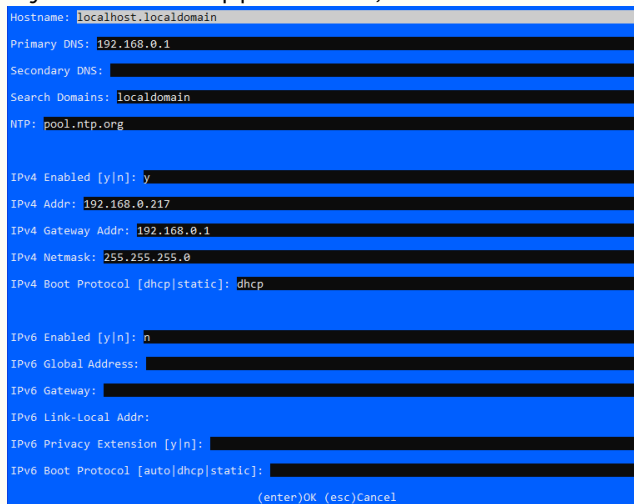 Hostname: localhost.localdomain
Primary DNS: 192.168.0.1
Secondary DNS:
Search Domains: localdomain
NTP: pool.ntp.org
IPv4 Enabled [y|n]: y
IPv4 Addr: 192.168.0.217
IPv4 Gateway Addr: 192.168.0.1
IPv4 Netmask: 255.255.255.0
IPv4 Boot Protocol [dhcp|static]: dhcp
IPv6 Enabled [y|n]: n
IPv6 Global Address:
IPv6 Gateway:
IPv6 Link-Local Addr:
IPv6 Privacy Extension [y|n]:
IPv6 Boot Protocol [auto|dhcp|static]:
(enter)OK (esc)Cancel